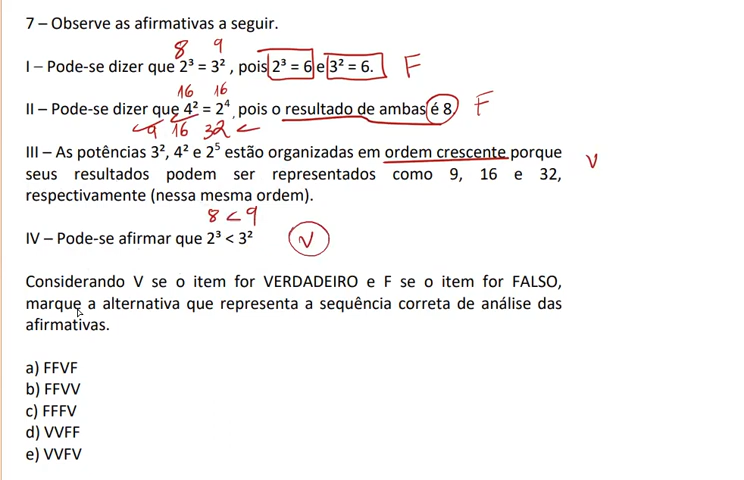 7 – Observe as afirmativas a seguir.
8 9
I – Pode-se dizer que 2³ = 3² , pois 2³ = 6 e 3² = 6. F
16 16
II – Pode-se dizer que 4² = 2⁴ pois o resultado de ambas é 8 F
< 9 16 32 <
III – As potências 3², 4² e 2⁵ estão organizadas em ordem crescente porque V
seus resultados podem ser representados como 9, 16 e 32,
respectivamente (nessa mesma ordem).
8 < 9
IV – Pode-se afirmar que 2³ < 3² V
Considerando V se o item for VERDADEIRO e F se o item for FALSO,
marque a alternativa que representa a sequência correta de análise das
afirmativas.
a) FFVF
b) FFVV
c) FFFV
d) VVFF
e) VVFV